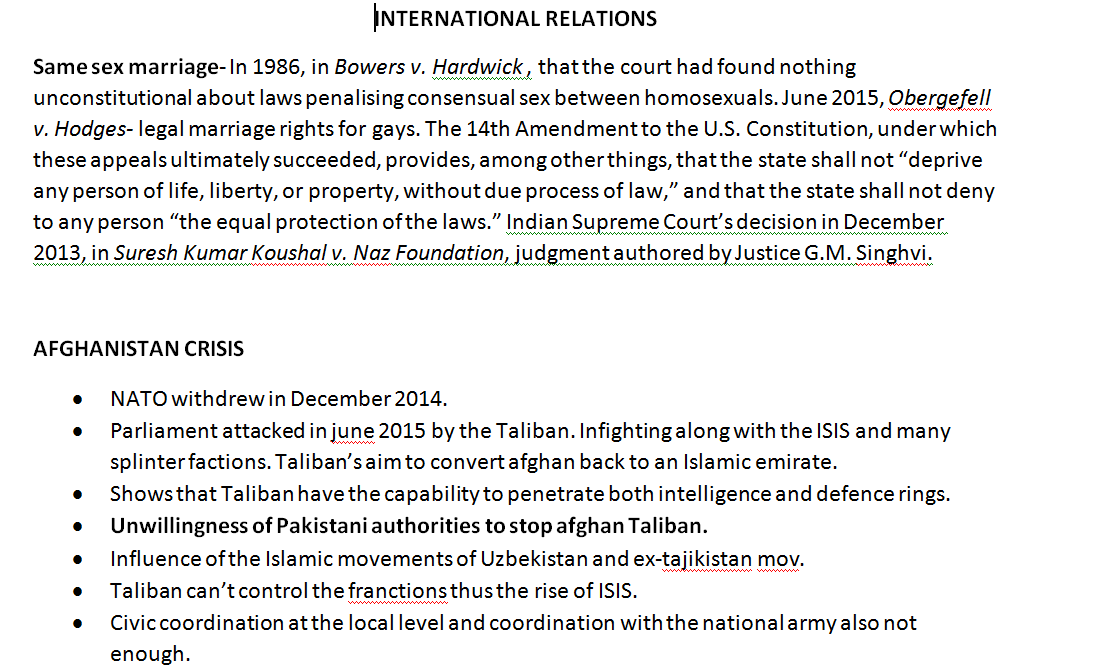 INTERNATIONAL RELATIONS
Same sex marriage- In 1986, in Bowers v. Hardwick, that the court had found nothing
unconstitutional about laws penalising consensual sex between homosexuals. June 2015, Obergefell
v. Hodges- legal marriage rights for gays. The 14th Amendment to the U.S. Constitution, under which
these appeals ultimately succeeded, provides, among other things, that the state shall not “deprive
any person of life, liberty, or property, without due process of law,” and that the state shall not deny
to any person “the equal protection of the laws.” Indian Supreme Court’s decision in December
2013, in Suresh Kumar Koushal v. Naz Foundation, judgment authored by Justice G.M. Singhvi.
AFGHANISTAN CRISIS
• NATO withdrew in December 2014.
• Parliament attacked in june 2015 by the Taliban. Infighting along with the ISIS and many
splinter factions. Taliban’s aim to convert afghan back to an Islamic emirate.
• Shows that Taliban have the capability to penetrate both intelligence and defence rings.
• Unwillingness of Pakistani authorities to stop afghan Taliban.
• Influence of the Islamic movements of Uzbekistan and ex-tajikistan mov.
• Taliban can’t control the franctions thus the rise of ISIS.
• Civic coordination at the local level and coordination with the national army also not
enough.